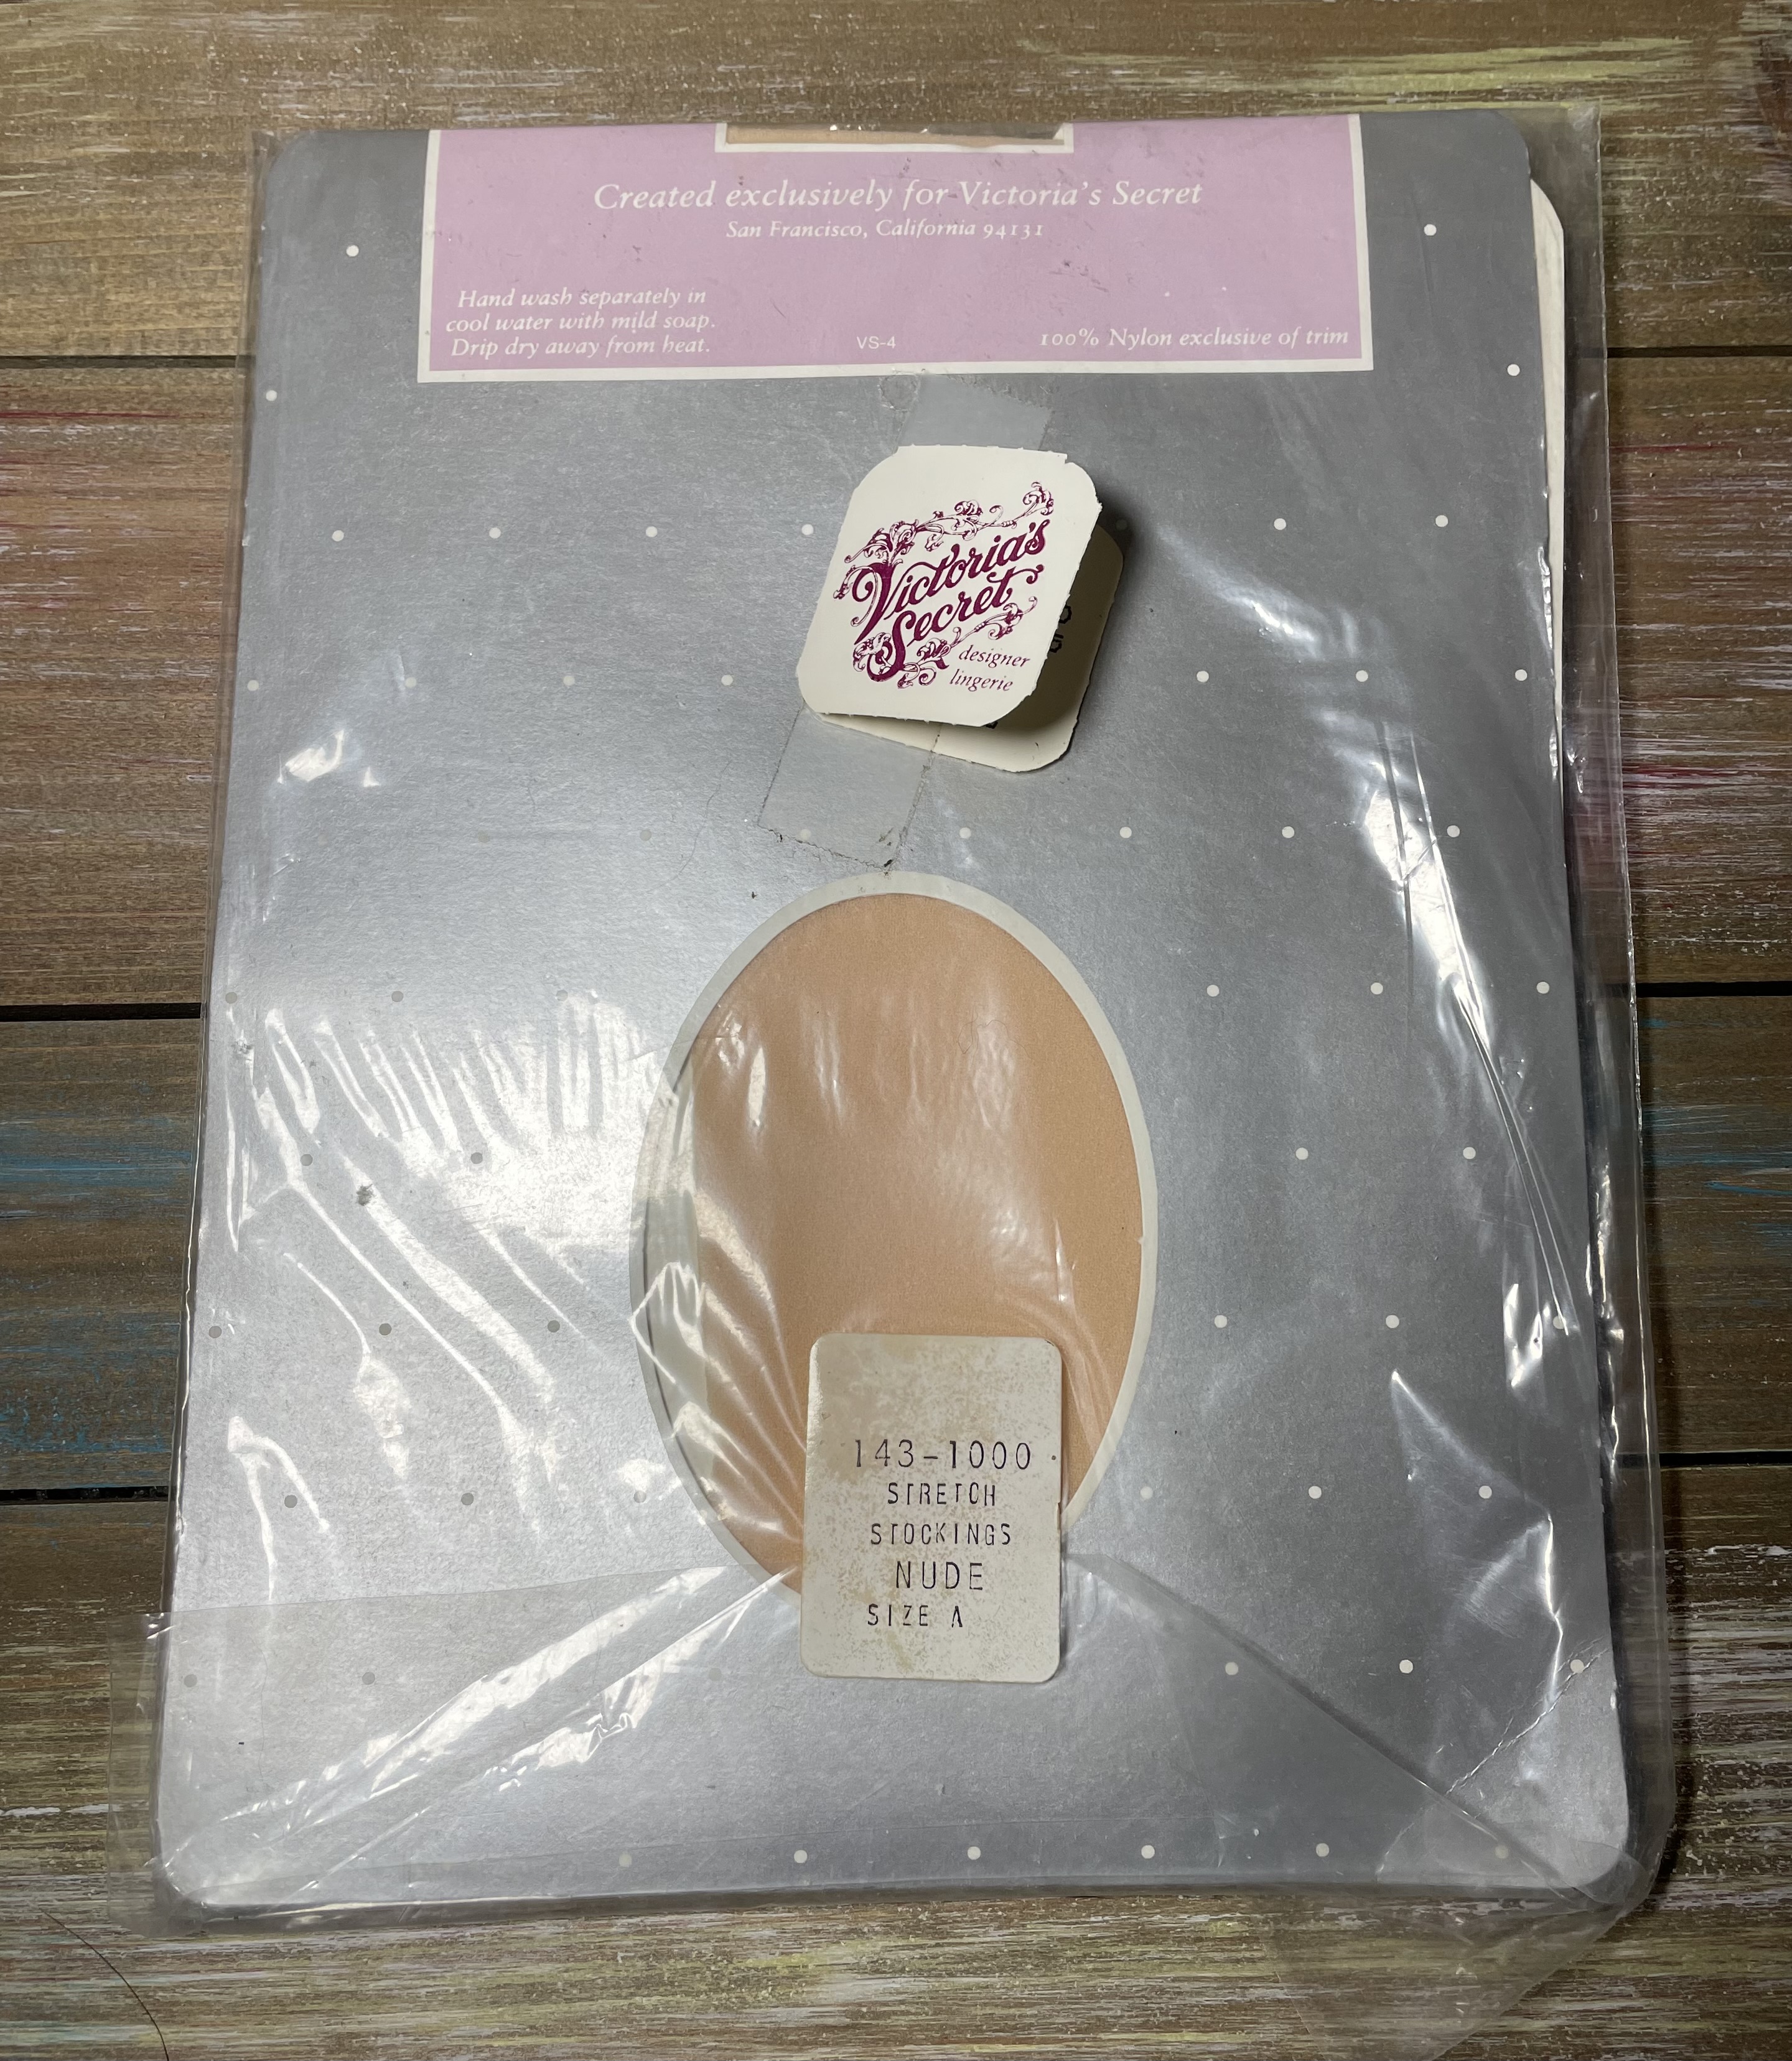 Created exclusively for Victoria's Secret
San Francisco, California 94131
Hand wash separately in
cool water with mild soap.
Drip dry away from heat.
VS-4
100% Nylon exclusive of trim
Victoria's
Secret
designer
lingerie
143-1000
STRETCH
STOCKINGS
NUDE
SIZE A